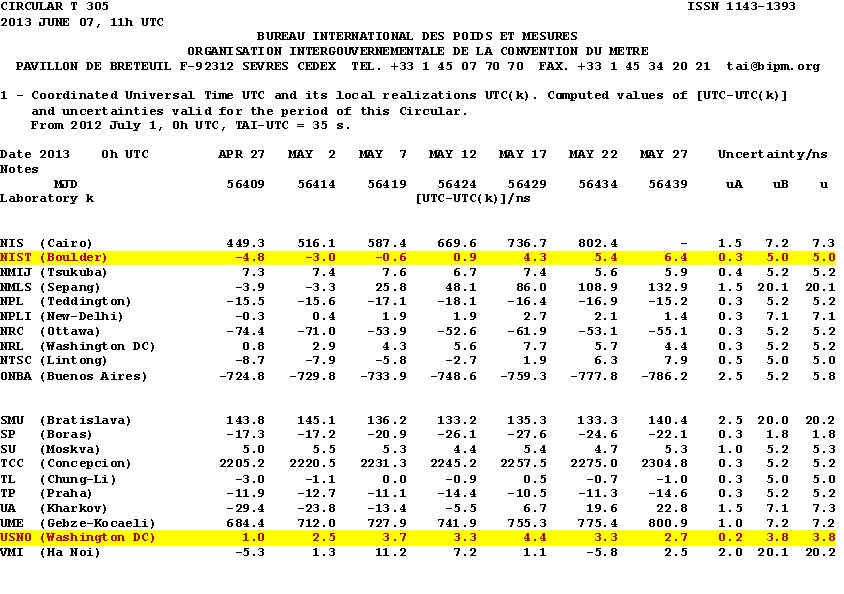 CIRCULAR T 305 ISSN 1143-1393
2013 JUNE 07, 11h UTC
BUREAU INTERNATIONAL DES POIDS ET MESURES
ORGANISATION INTERGOUVERNEMENTALE DE LA CONVENTION DU METRE
PAVILLON DE BRETEUIL F-92312 SEVRES CEDEX TEL. +33 1 45 07 70 70 FAX. +33 1 45 34 20 21 tai@bipm.org
1 - Coordinated Universal Time UTC and its local realizations UTC(k). Computed values of [UTC-UTC(k)]
and uncertainties valid for the period of this Circular.
From 2012 July 1, 0h UTC, TAI-UTC = 35 s.
Date 2013 0h UTC APR 27 MAY 2 MAY 7 MAY 12 MAY 17 MAY 22 MAY 27 Uncertainty/ns
Notes
MJD 56409 56414 56419 56424 56429 56434 56439 uA uB u
Laboratory k [UTC-UTC(k)]/ns
NIS (Cairo) 449.3 516.1 587.4 669.6 736.7 802.4 - 1.5 7.2 7.3
NIST (Boulder) -4.8 -3.0 -0.6 0.9 4.3 5.4 6.4 0.3 5.0 5.0
NMIJ (Tsukuba) 7.3 7.4 7.6 6.7 7.4 5.6 5.9 0.4 5.2 5.2
NMLS (Sepang) -3.9 -3.3 25.8 48.1 86.0 108.9 132.9 1.5 20.1 20.1
NPL (Teddington) -15.5 -15.6 -17.1 -18.1 -16.4 -16.9 -15.2 0.3 5.2 5.2
NPLI (New-Delhi) -0.3 0.4 1.9 1.9 2.7 2.1 1.4 0.3 7.1 7.1
NRC (Ottawa) -74.4 -71.0 -53.9 -52.6 -61.9 -53.1 -55.1 0.3 5.2 5.2
NRL (Washington DC) 0.8 2.9 4.3 5.6 7.7 5.7 4.4 0.3 5.2 5.2
NTSC (Lintong) -8.7 -7.9 -5.8 -2.7 1.9 6.3 7.9 0.5 5.0 5.0
ONBA (Buenos Aires) -724.8 -729.8 -733.9 -748.6 -759.3 -777.8 -786.2 2.5 5.2 5.8
SMU (Bratislava) 143.8 145.1 136.2 133.2 135.3 133.3 140.4 2.5 20.0 20.2
SP (Boras) -17.3 -17.2 -20.9 -26.1 -27.6 -24.6 -22.1 0.3 1.8 1.8
SU (Moskva) 5.0 5.5 5.3 4.4 5.4 4.7 5.3 1.0 5.2 5.3
TCC (Concepcion) 2205.2 2220.5 2231.3 2245.2 2257.5 2275.0 2304.8 0.3 5.2 5.2
TL (Chung-Li) -3.0 -1.1 0.0 -0.9 0.5 -0.7 -1.0 0.3 5.0 5.0
TP (Praha) -11.9 -12.7 -11.1 -14.4 -10.5 -11.3 -14.6 0.3 5.2 5.2
UA (Kharkov) -29.4 -23.8 -13.4 -5.5 6.7 19.6 22.8 1.5 7.1 7.3
UME (Gebze-Kocaeli) 684.4 712.0 727.9 741.9 755.3 775.4 800.9 1.0 7.2 7.2
USNO (Washington DC) 1.0 2.5 3.7 3.3 4.4 3.3 2.7 0.2 3.8 3.8
VMI (Ha Noi) -5.3 1.3 11.2 7.2 1.1 -5.8 2.5 2.0 20.1 20.2